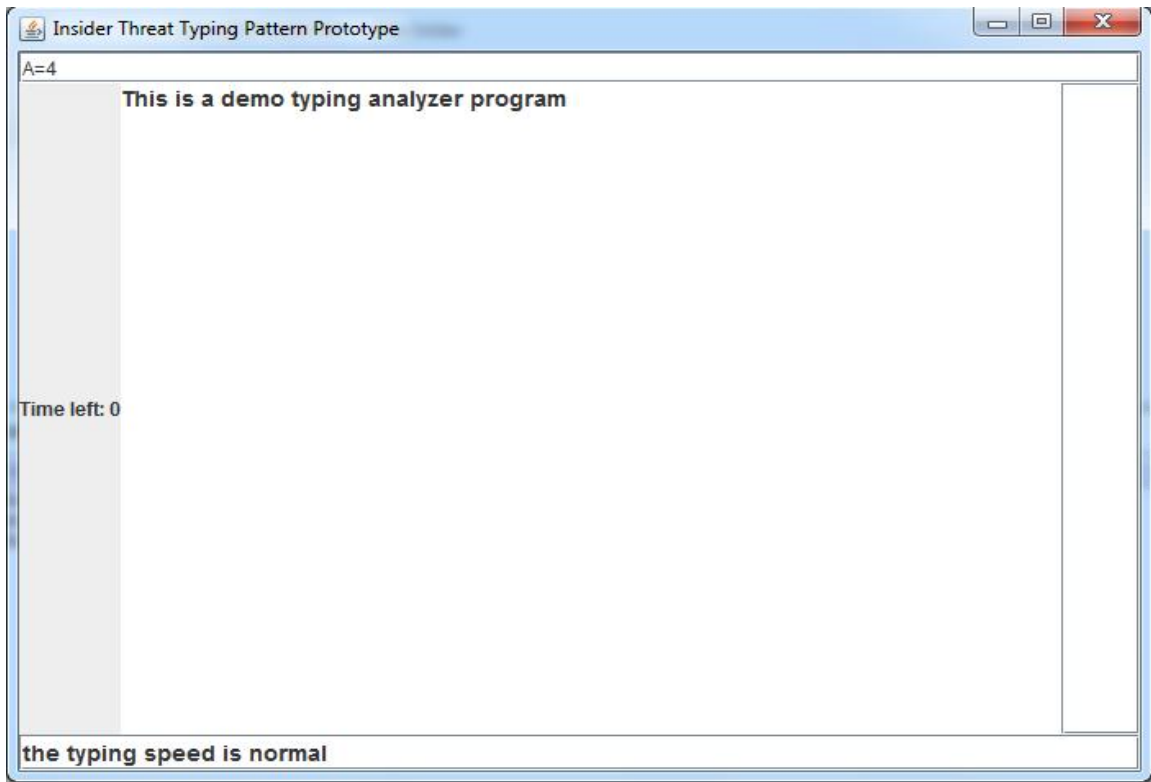 Insider Threat Typing Pattern Prototype
A=4
This is a demo typing analyzer program
Time left: 0
the typing speed is normal